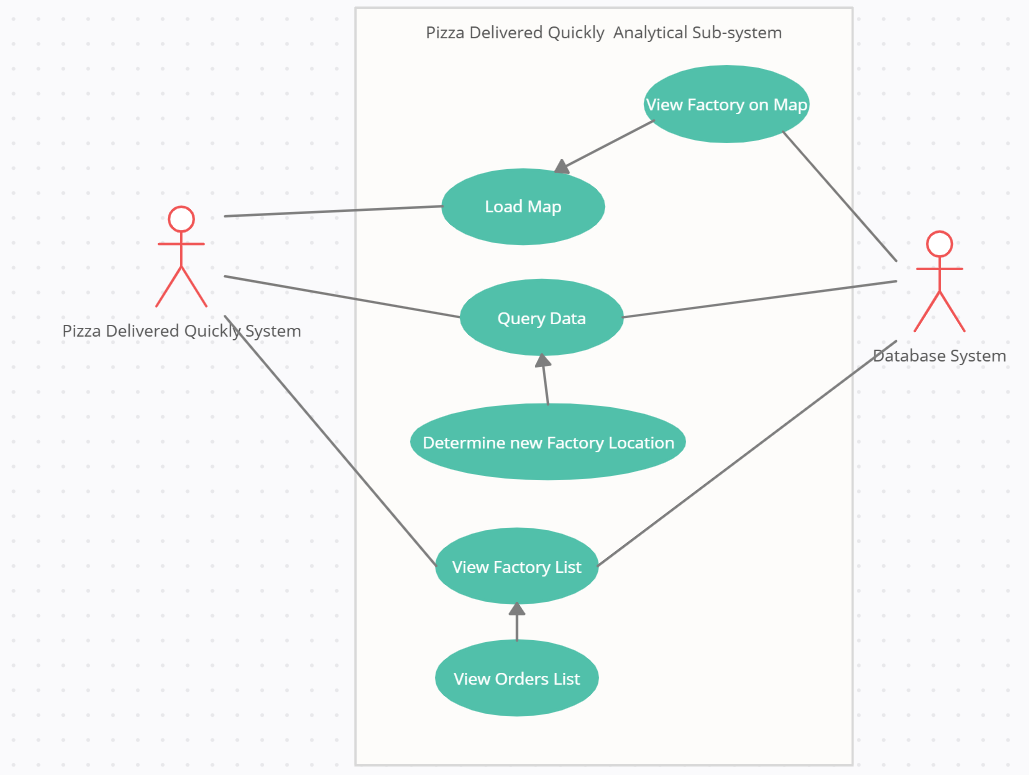 Pizza Delivered Quickly  Analytical Sub-system
View Factory on Map
Load Map
Query Data
Pizza Delivered Quickly System
Database System
Determine new Factory Location
View Factory List
View Orders List